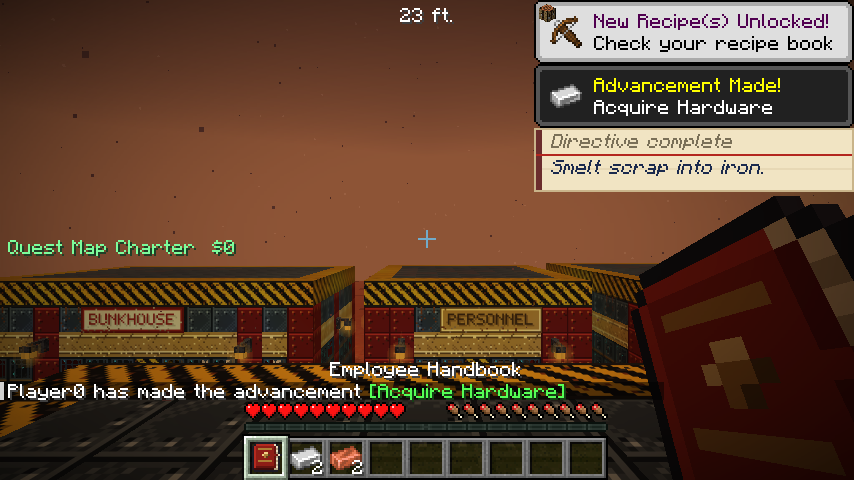 23 ft.
New Recipe(s) Unlocked!
Check your recipe book
Advancement Made!
Acquire Hardware
Directive complete
Smelt scrap into iron.
Quest Map Charter $0
BUNKHOUSE
PERSONNEL
Employee Handbook
Player0 has made the advancement [Acquire Hardware]
2
2